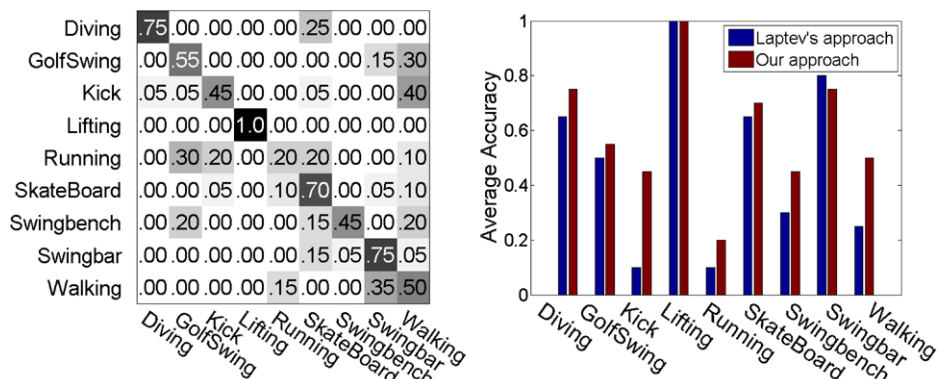 Diving .75 .00 .00 .00 .00 .25 .00 .00 .00
GolfSwing .00 .55 .00 .00 .00 .00 .00 .15 .30
Kick .05 .05 .45 .00 .00 .05 .00 .00 .40
Lifting .00 .00 .00 1.0 .00 .00 .00 .00 .00
Running .00 .30 .20 .00 .20 .20 .00 .00 .10
SkateBoard .00 .00 .05 .00 .10 .70 .00 .05 .10
Swingbench .00 .20 .00 .00 .00 .15 .45 .00 .20
Swingbar .00 .00 .00 .00 .00 .15 .05 .75 .05
Walking .00 .00 .00 .00 .15 .00 .00 .35 .50
Diving GolfSwing Kick Lifting Running SkateBoard Swingbench Swingbar Walking
Average Accuracy
1
0.8
0.6
0.4
0.2
0
Laptev's approach
Our approach
Diving GolfSwing Kick Lifting Running SkateBoard Swingbench Swingbar Walking